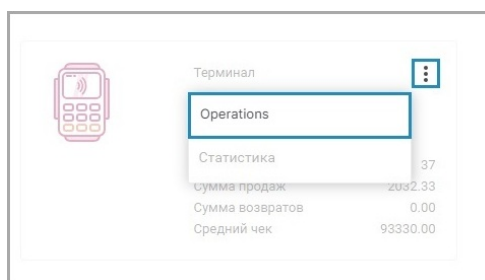 Терминал
Operations
Статистика
37
Сумма продаж 2032.33
Сумма возвратов 0.00
Средний чек 93330.00